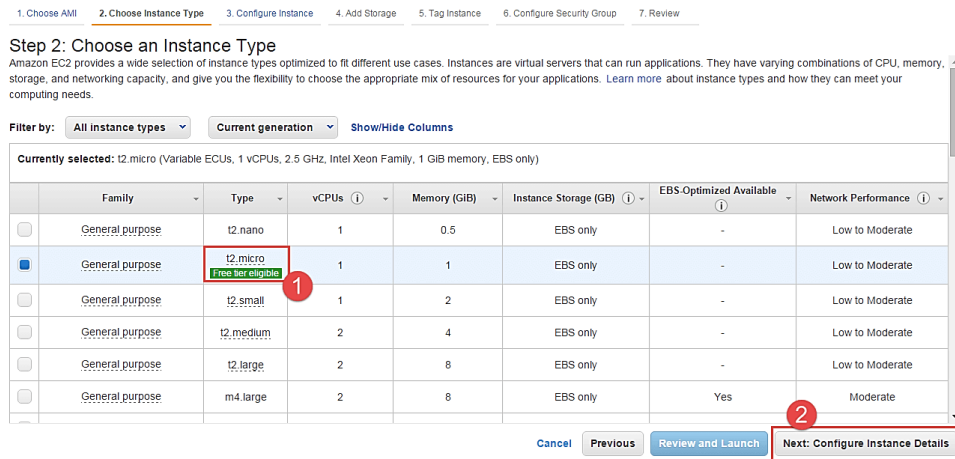 1. Choose AMI 2. Choose Instance Type 3. Configure Instance 4. Add Storage 5. Tag Instance 6. Configure Security Group 7. Review
Step 2: Choose an Instance Type
Amazon EC2 provides a wide selection of instance types optimized to fit different use cases. Instances are virtual servers that can run applications. They have varying combinations of CPU, memory,
storage, and networking capacity, and give you the flexibility to choose the appropriate mix of resources for your applications. Learn more about instance types and how they can meet your
computing needs.
Filter by: All instance types Current generation Show/Hide Columns
Currently selected: t2.micro (Variable ECUs, 1 vCPUs, 2.5 GHz, Intel Xeon Family, 1 GiB memory, EBS only)
Family Type vCPUs i Memory (GiB) Instance Storage (GB) i EBS-Optimized Available i Network Performance i
General purpose t2.nano 1 0.5 EBS only - Low to Moderate
General purpose t2.micro 1 1 EBS only - Low to Moderate
Free tier eligible
1
General purpose t2.small 1 2 EBS only - Low to Moderate
General purpose t2.medium 2 4 EBS only - Low to Moderate
General purpose t2.large 2 8 EBS only - Low to Moderate
General purpose m4.large 2 8 EBS only Yes Moderate
2
Cancel Previous Review and Launch Next: Configure Instance Details